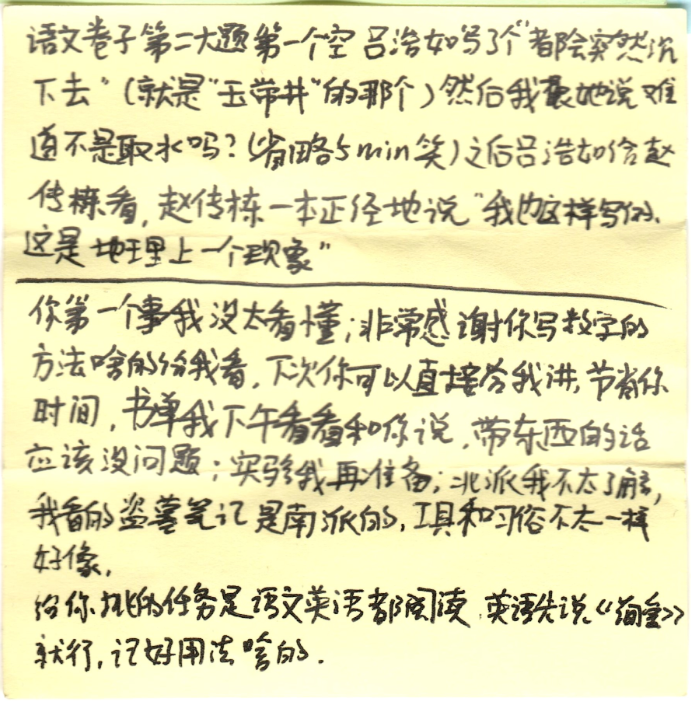 语文卷子第二大题第一个空 吕浩如写了个"都会突然沉
下去"(就是"玉带井"的那个)然后我跟她说难
道不是取水吗?(省略5min笑)之后吕浩如给赵
传栋看,赵传栋一本正经地说"我也这样写的、
这是地理上一个现象"
你第一个事我没太看懂;非常感谢你写数字的
方法啥的给我看,下次你可以直接给我讲,节省你
时间,书单我下午看看和你说,带东西的话
应该没问题;实验我再准备;北派我不太了解,
我看的盗墓笔记是南派的,工具和习俗不太一样
好像,
给你挑的任务是语文英语都阅读,英语先说《简爱》
就行,记好用法啥的.